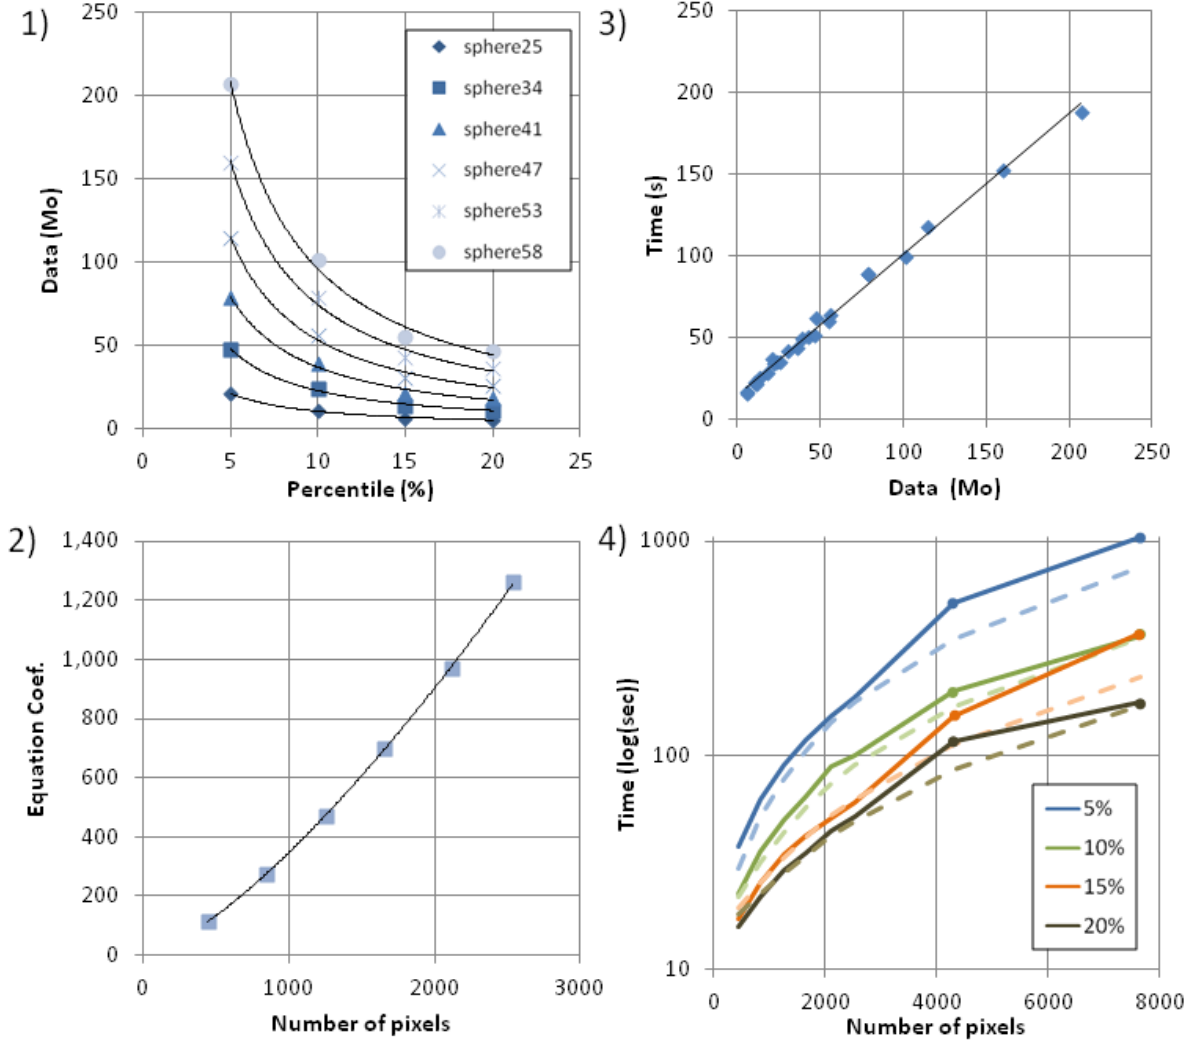 1)
250
200
150
100
50
0
Data (Mo)
0 5 10 15 20 25
Percentile (%)
sphere25
sphere34
sphere41
sphere47
sphere53
sphere58
3)
250
200
150
100
50
0
Time (s)
0 50 100 150 200 250
Data (Mo)
2)
1,400
1,200
1,000
800
600
400
200
0
Equation Coef.
0 1000 2000 3000
Number of pixels
4)
1000
100
10
Time (log(sec))
0 2000 4000 6000 8000
Number of pixels
5%
10%
15%
20%